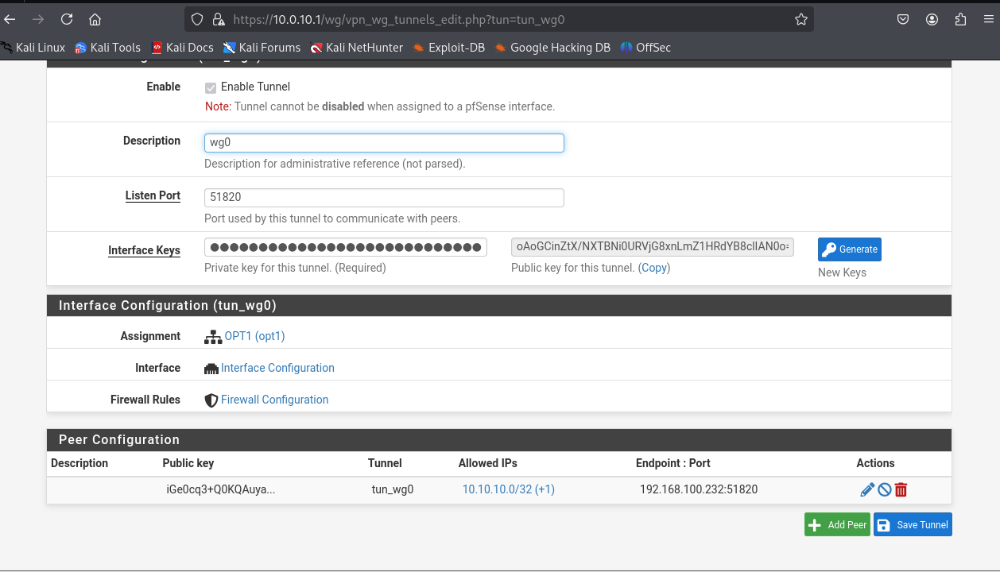 https://10.0.10.1/wg/vpn_wg_tunnels_edit.php?tun=tun_wg0
Kali Linux Kali Tools Kali Docs Kali Forums Kali NetHunter Exploit-DB Google Hacking DB OffSec
Enable Enable Tunnel
Note: Tunnel cannot be disabled when assigned to a pfSense interface.
Description wg0
Description for administrative reference (not parsed).
Listen Port 51820
Port used by this tunnel to communicate with peers.
Interface Keys Generate
Private key for this tunnel. (Required) Public key for this tunnel. (Copy) New Keys
Interface Configuration (tun_wg0)
Assignment OPT1 (opt1)
Interface Interface Configuration
Firewall Rules Firewall Configuration
Peer Configuration
Description Public key Tunnel Allowed IPs Endpoint : Port Actions
iGe0cq3+Q0KQAuya... tun_wg0 10.10.10.0/32 (+1) 192.168.100.232:51820
Add Peer Save Tunnel